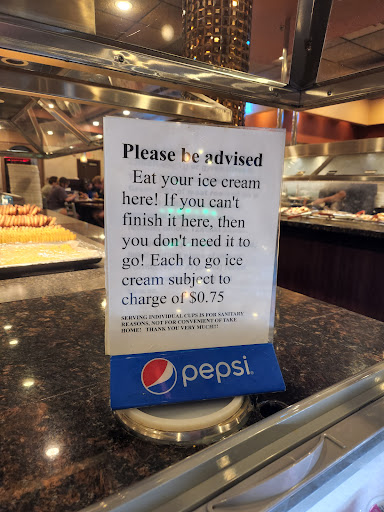 Please be advised
Eat your ice cream
here! If you can't
finish it here, then
you don't need it to
go! Each to go ice
cream subject to
charge of $0.75
SERVING INDIVIDUAL CUPS IS FOR SANITARY
REASONS, NOT FOR CONVENIENT OF TAKE
HOME! THANK YOU VERY MUCH!!!
pepsi